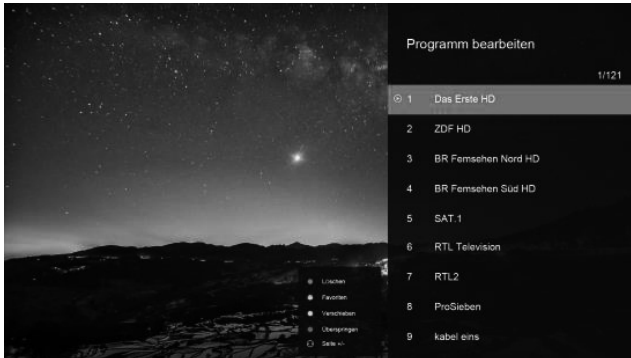 Programm bearbeiten
1/121
1 Das Erste HD
2 ZDF HD
3 BR Fernsehen Nord HD
4 BR Fernsehen Süd HD
5 SAT.1
6 RTL Television
7 RTL2
8 ProSieben
9 kabel eins
Löschen
Favoriten
Verschieben
Überspringen
Seite +/-